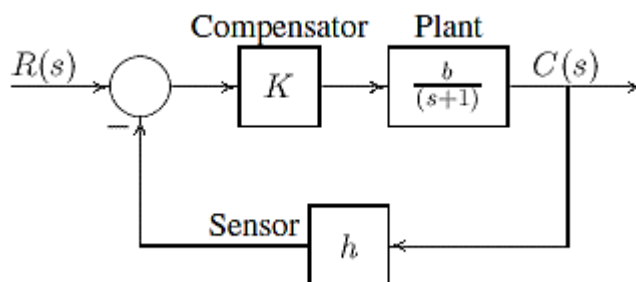 Compensator Plant
R(s) K b/(s+1) C(s)
−
Sensor
h